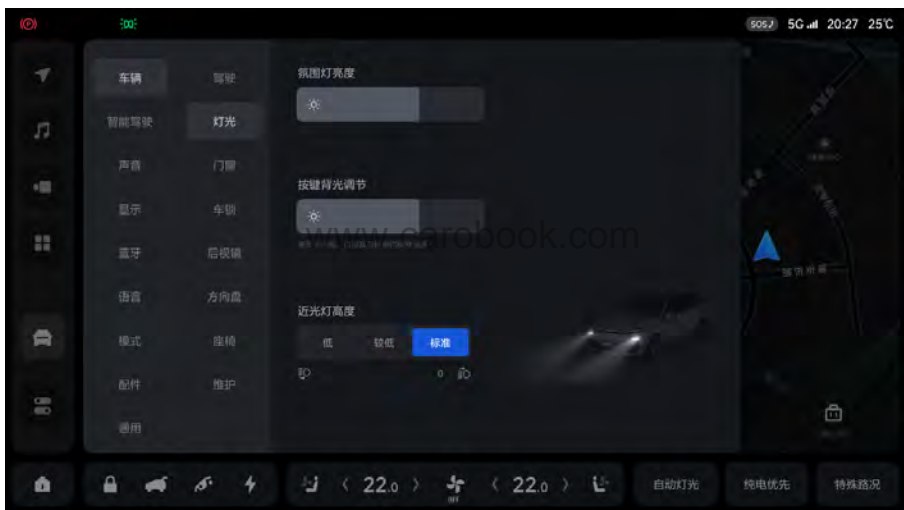 SOS 5G 20:27 25℃
车辆 驾驶
智能驾驶 灯光
声音 门窗
显示 车锁
蓝牙 后视镜
语言 方向盘
模式 座椅
配件 维护
通用
氛围灯亮度
按键背光调节
www.carobook.com
近光灯高度
低 较低 标准
0
22.0 OFF 22.0
自动灯光 纯电优先 特殊路况